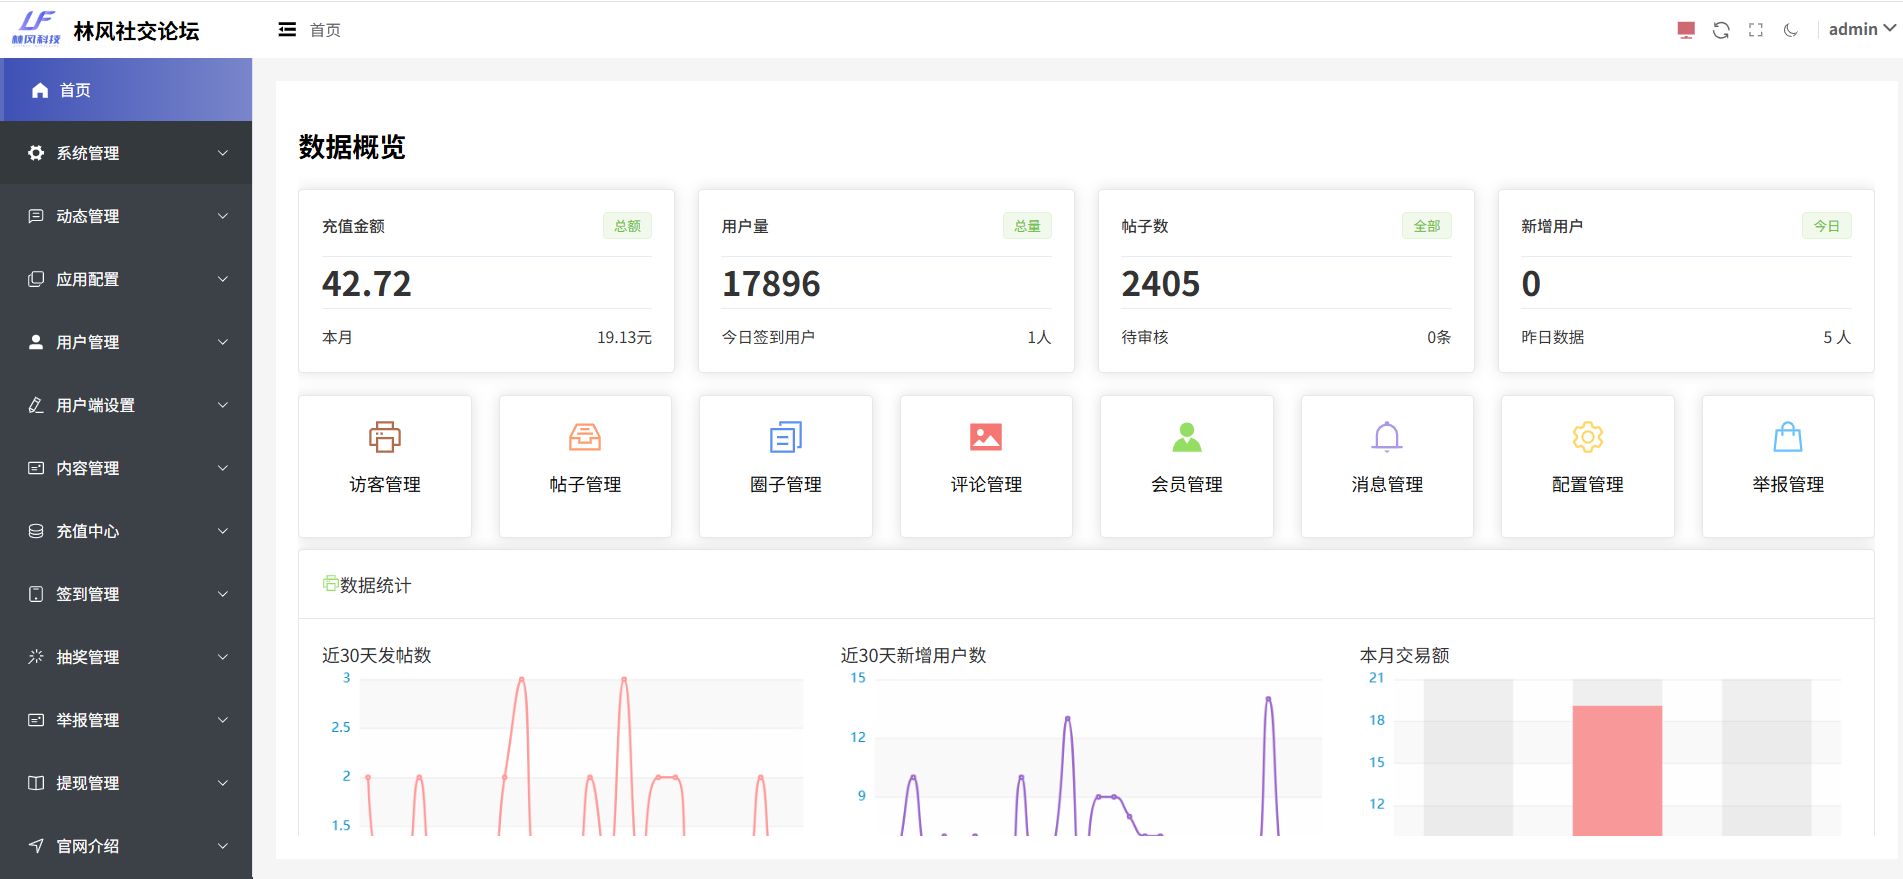 LF
林风科技
林风社交论坛
首页
admin
首页
系统管理
动态管理
应用配置
用户管理
用户端设置
内容管理
充值中心
签到管理
抽奖管理
举报管理
提现管理
官网介绍
数据概览
充值金额 总额
42.72
本月 19.13元
用户量 总量
17896
今日签到用户 1人
帖子数 全部
2405
待审核 0条
新增用户 今日
0
昨日数据 5 人
访客管理
帖子管理
圈子管理
评论管理
会员管理
消息管理
配置管理
举报管理
数据统计
近30天发帖数
3
2.5
2
1.5
近30天新增用户数
15
12
9
本月交易额
21
18
15
12